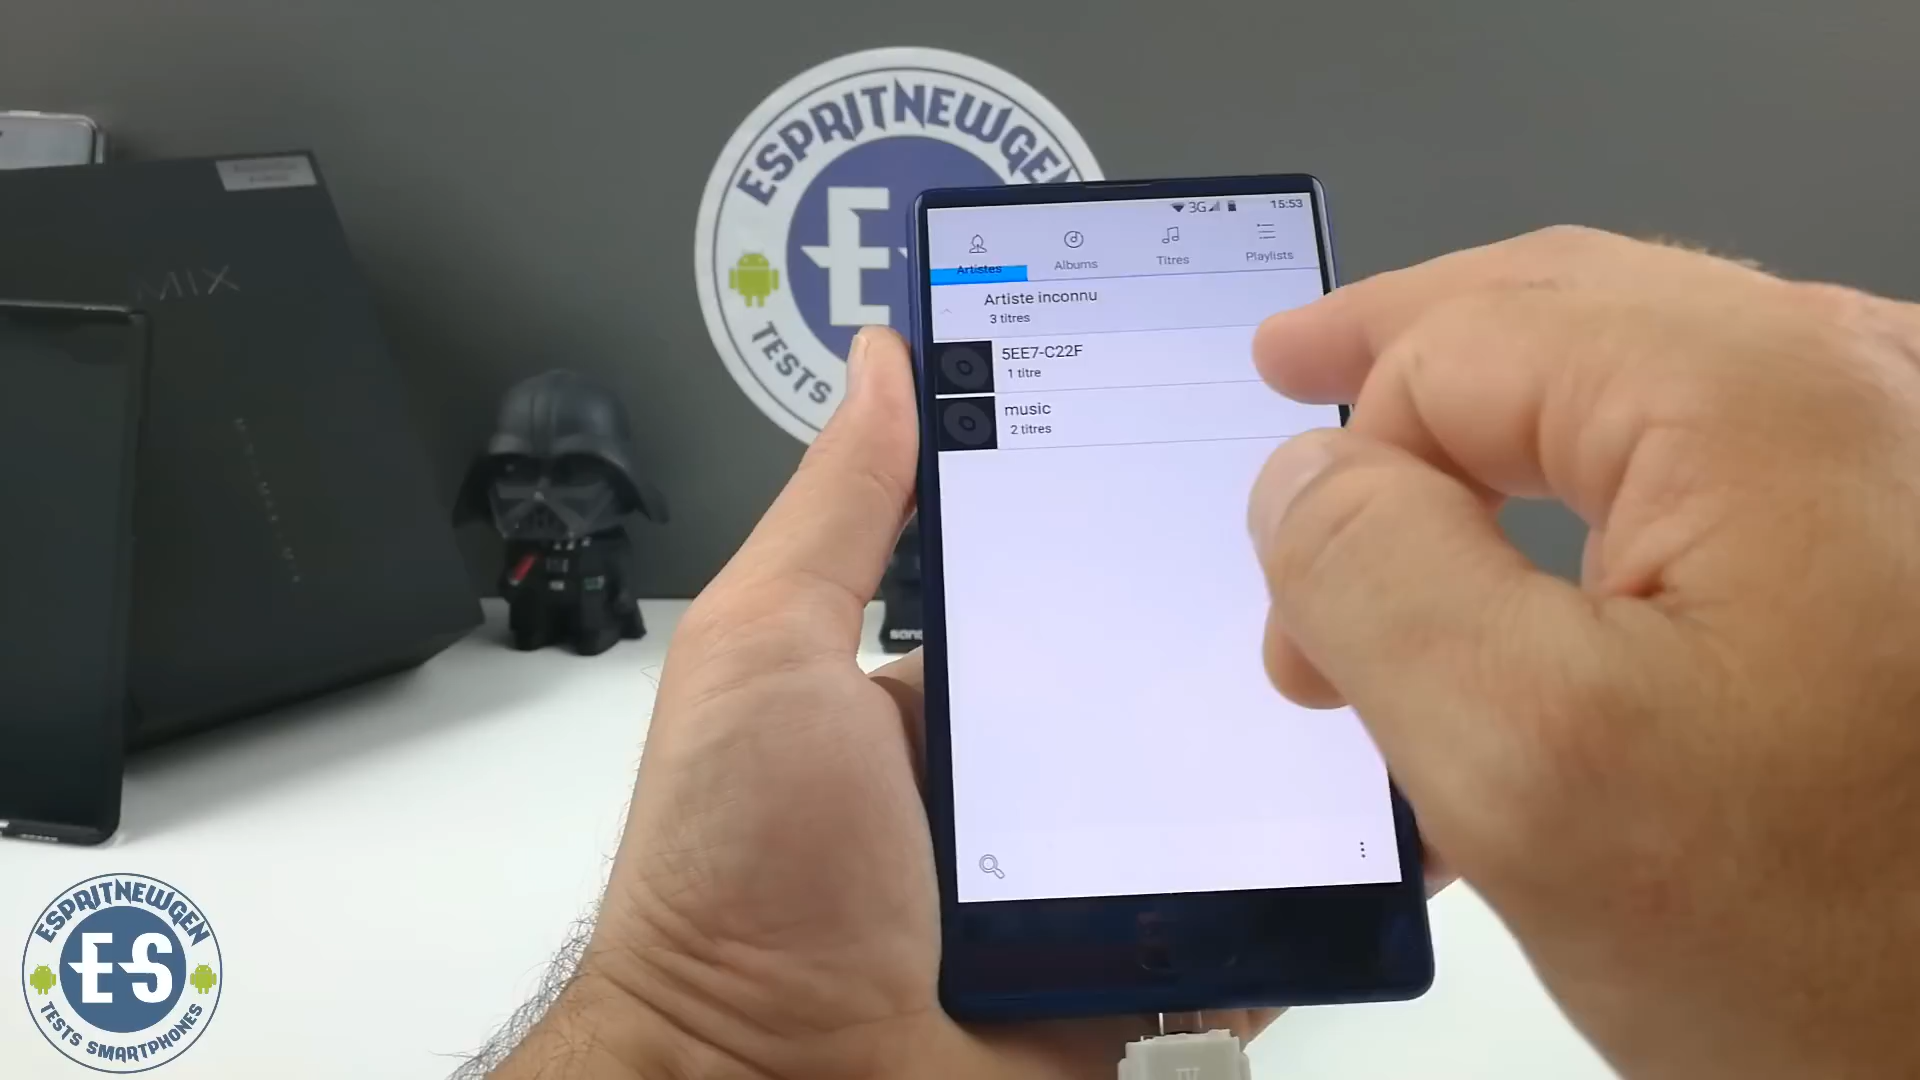 ESPRITNEWGEN
E
TESTS
MIX
3G
15:53
Artistes
Albums
Titres
Playlists
Artiste inconnu
3 titres
5EE7-C22F
1 titre
music
2 titres
ESPRITNEWGEN
ES
TESTS SMARTPHONES